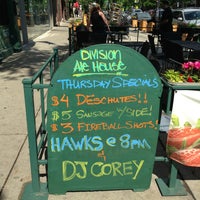 Division
Ale House
Thursday Specials
$4 Deschutes!!
$5 Sausage w/Side!
$3 Fireball Shots!
Hawks @ 8pm
w/
DJ Corey